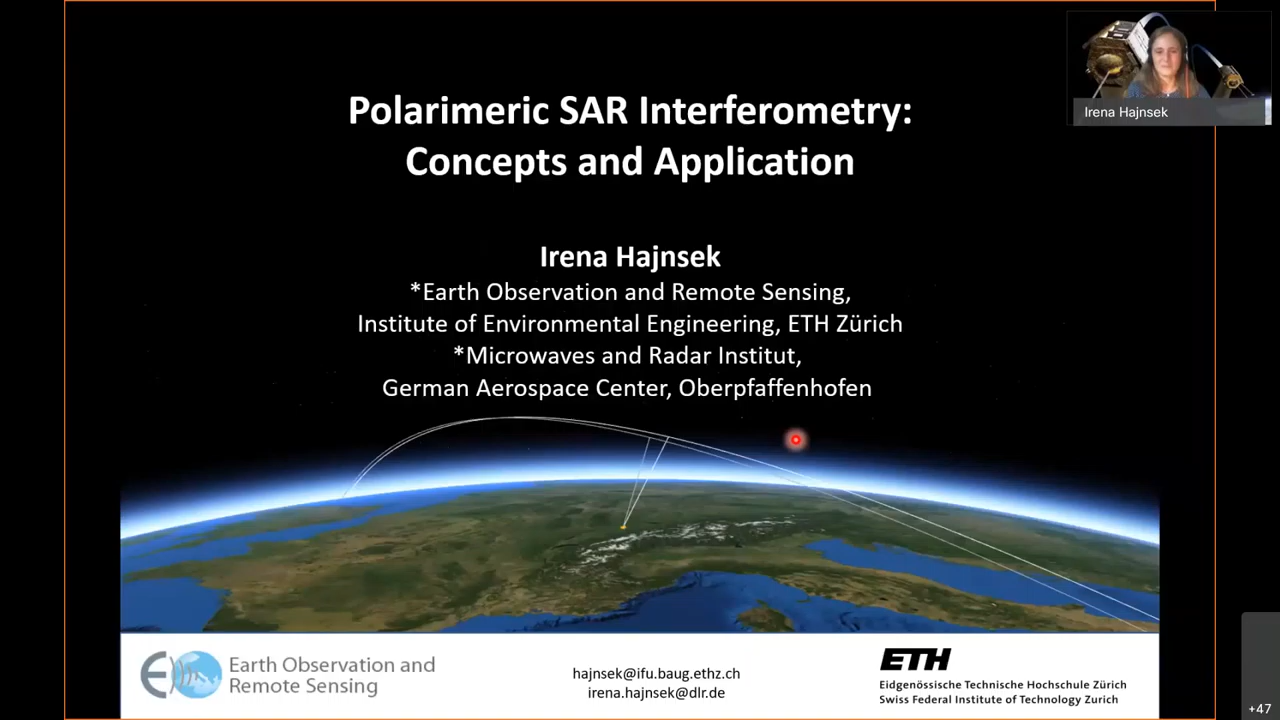 Polarimeric SAR Interferometry:
Concepts and Application
Irena Hajnsek
Irena Hajnsek
*Earth Observation and Remote Sensing,
Institute of Environmental Engineering, ETH Zürich
*Microwaves and Radar Institut,
German Aerospace Center, Oberpfaffenhofen
Earth Observation and
Remote Sensing
hajnsek@ifu.baug.ethz.ch
irena.hajnsek@dlr.de
ETH
Eidgenössische Technische Hochschule Zürich
Swiss Federal Institute of Technology Zurich
+47